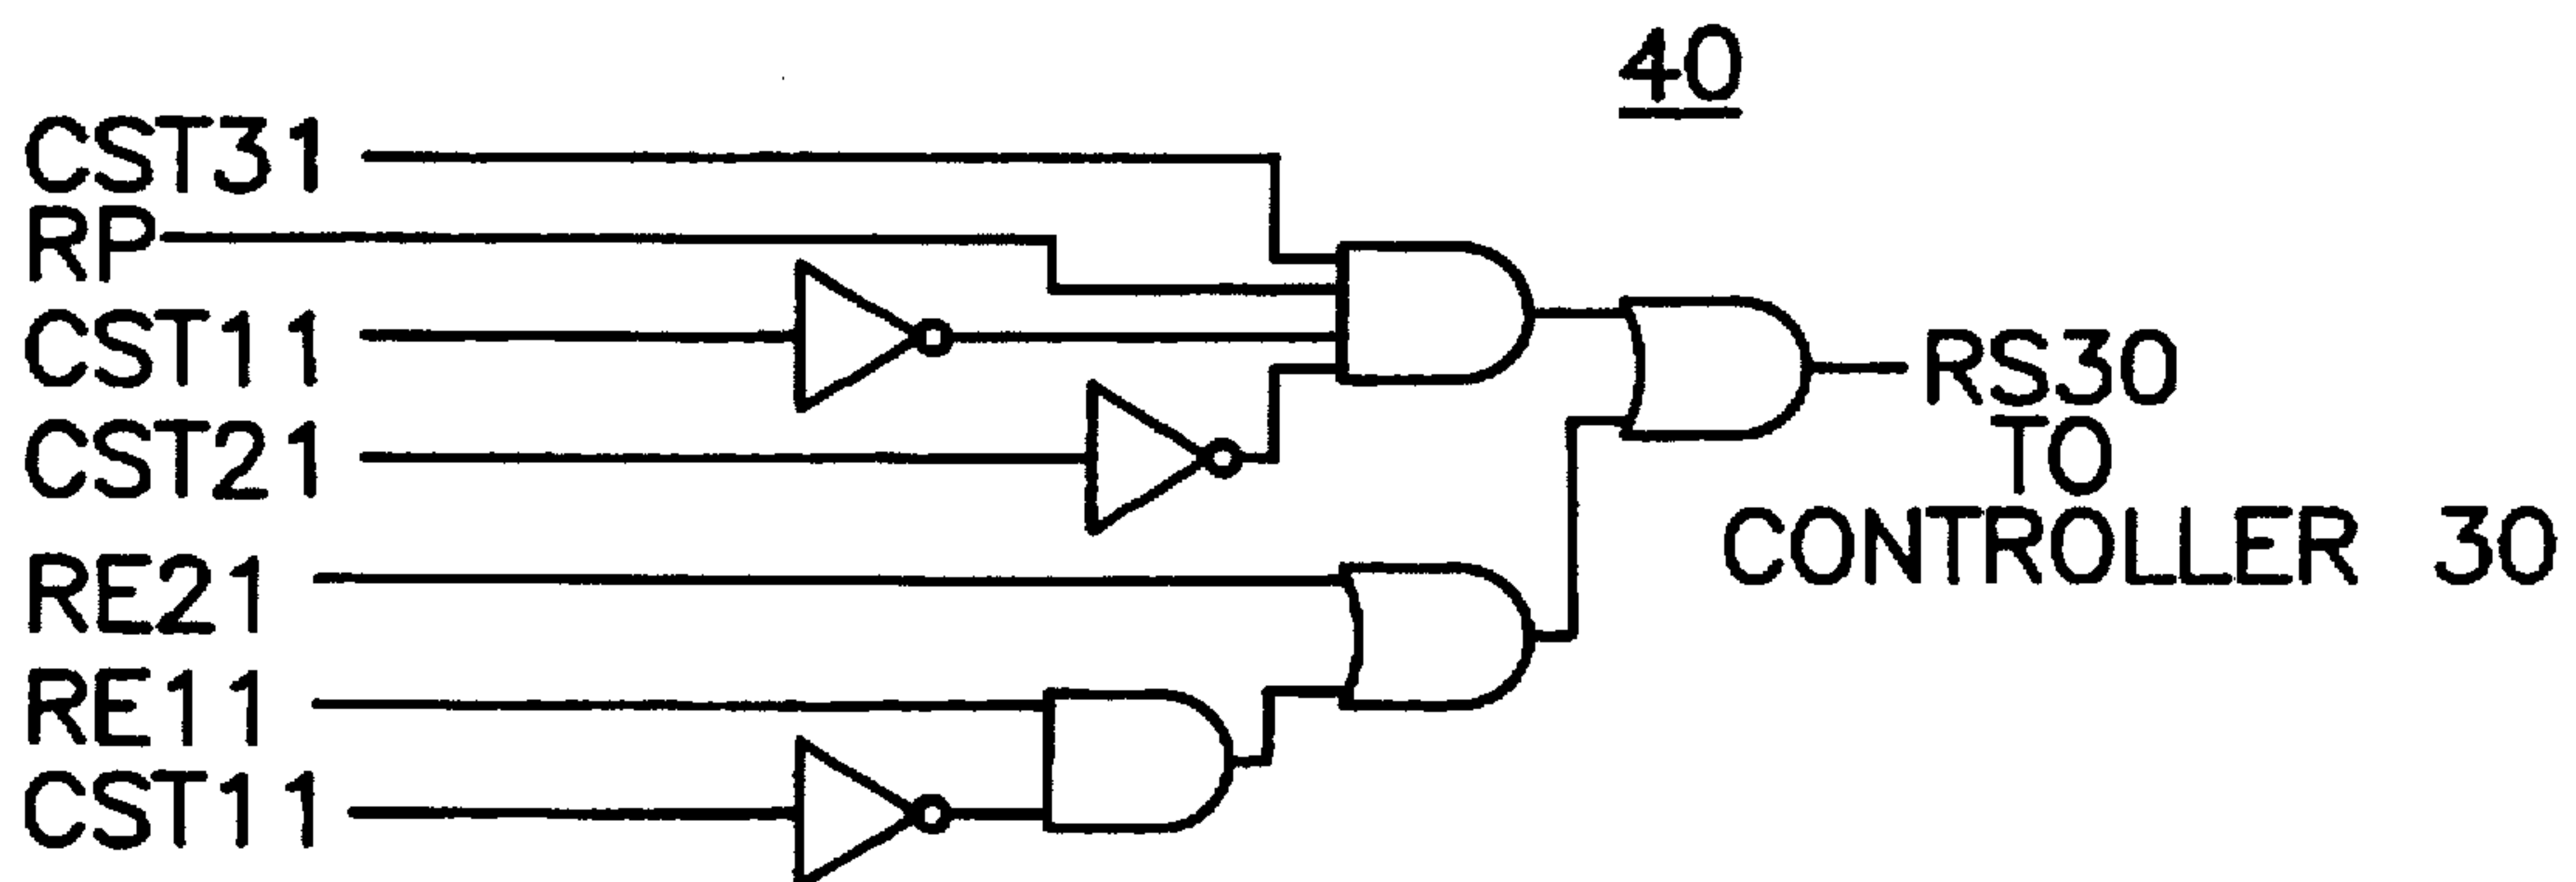 40
CST31
RP
CST11
CST21
RE21
RE11
CST11
RS30
TO
CONTROLLER 30